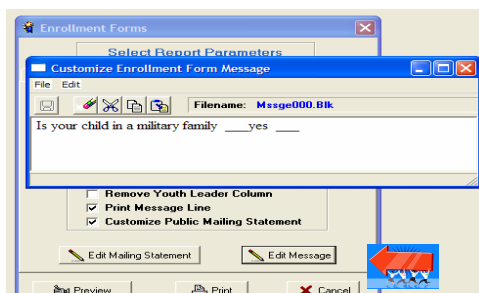 Enrollment Forms
Select Report Parameters
Customize Enrollment Form Message
File Edit
Filename: Mssge000.Blk
Is your child in a military family ___yes ___
Remove Youth Leader Column
Print Message Line
Customize Public Mailing Statement
Edit Mailing Statement Edit Message
Preview Print Cancel